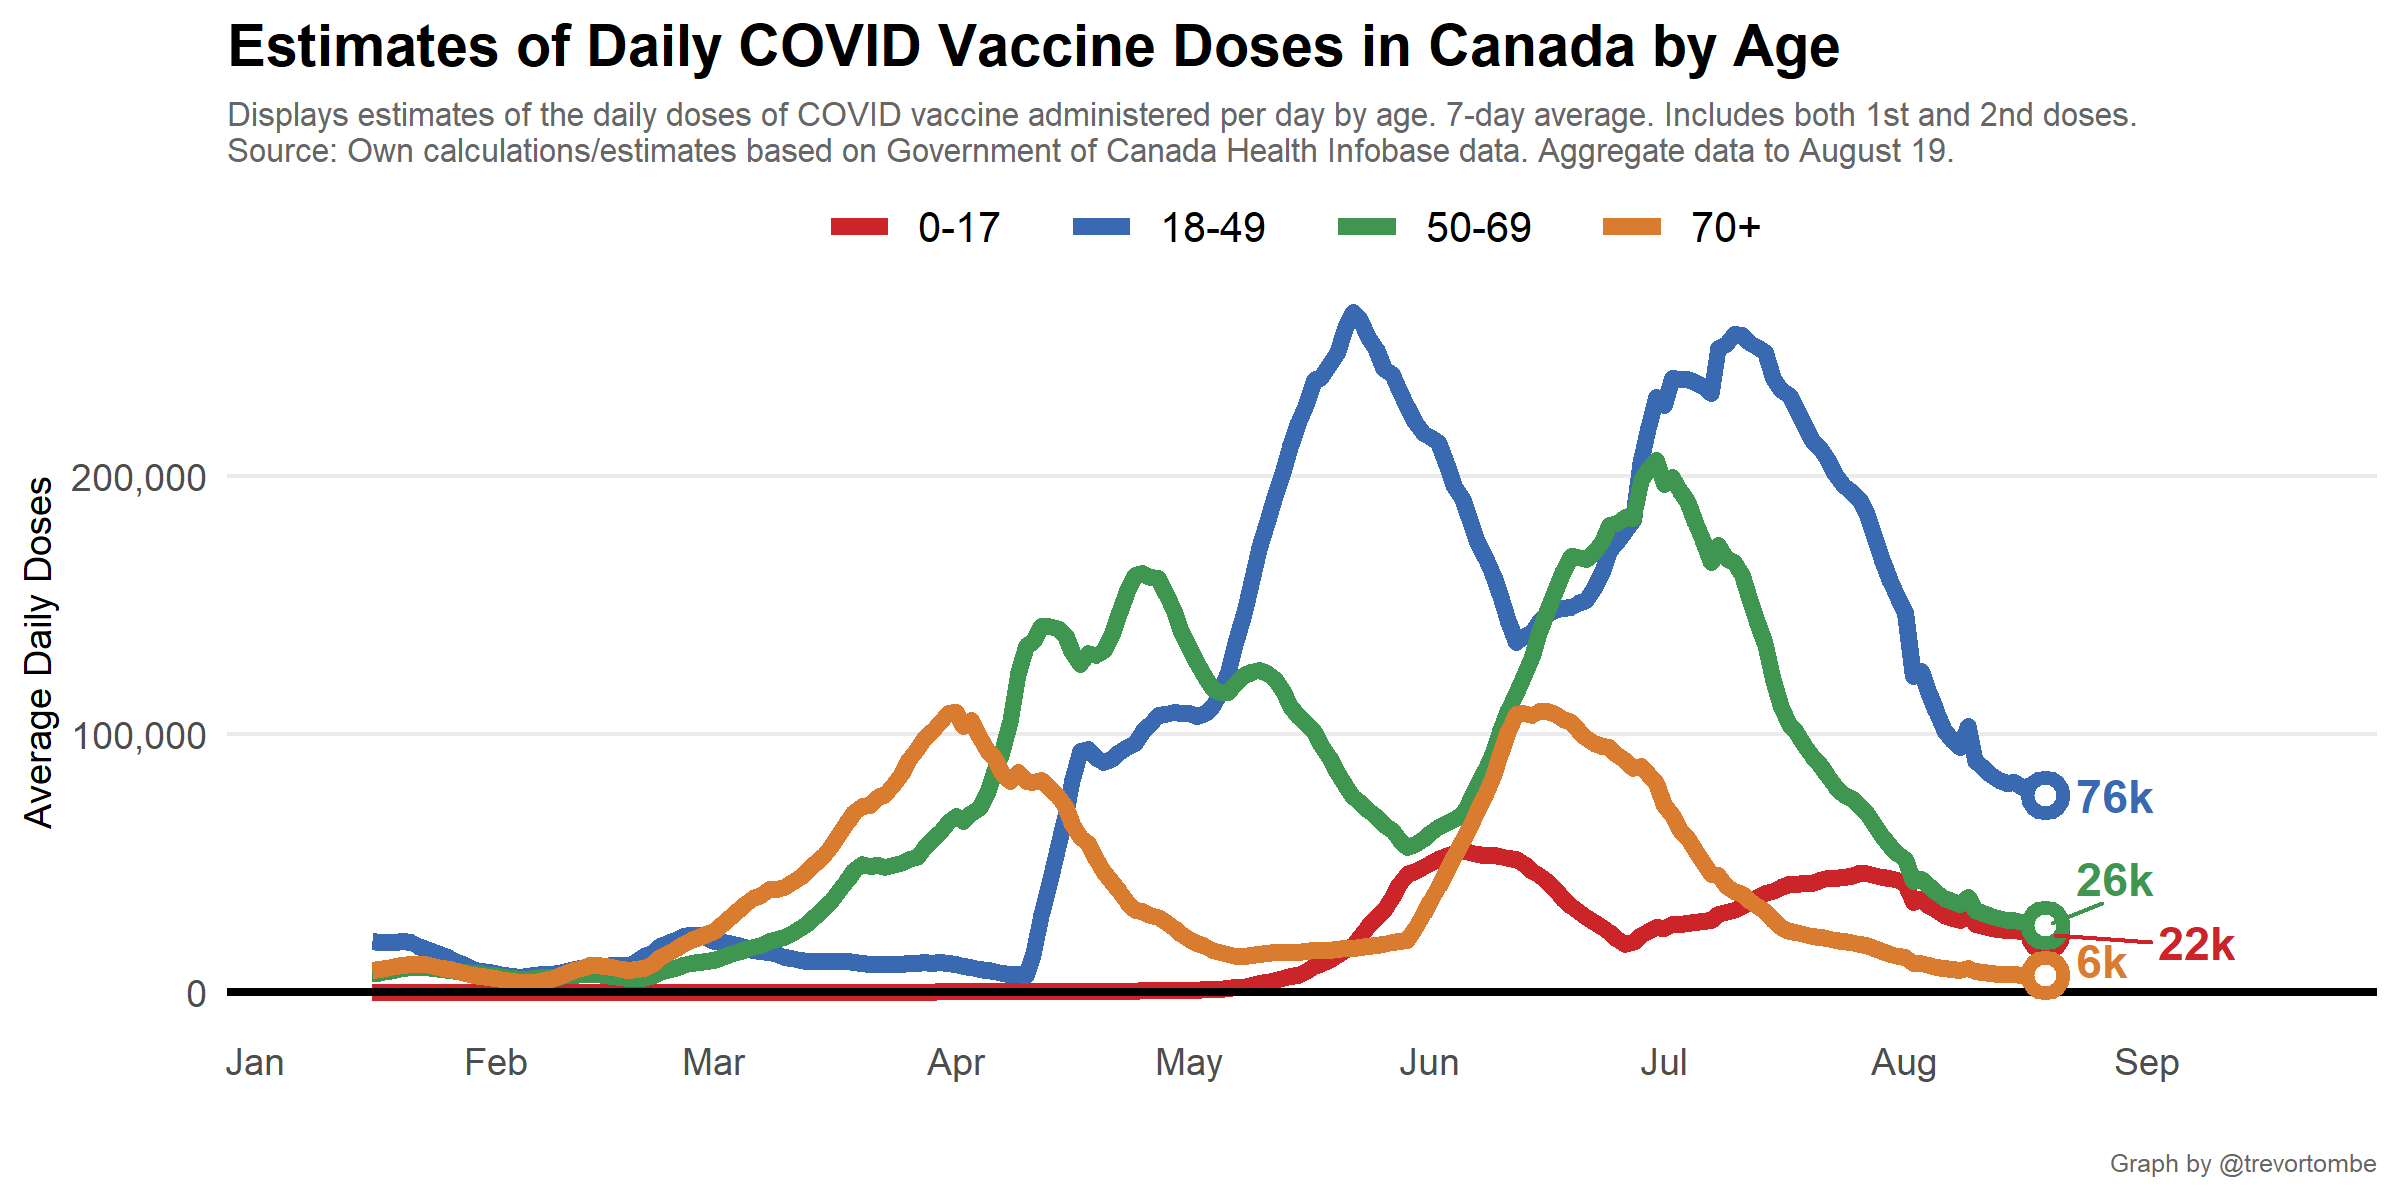 Estimates of Daily COVID Vaccine Doses in Canada by Age
Displays estimates of the daily doses of COVID vaccine administered per day by age. 7-day average. Includes both 1st and 2nd doses.
Source: Own calculations/estimates based on Government of Canada Health Infobase data. Aggregate data to August 19.
0-17 18-49 50-69 70+
Average Daily Doses
200,000
100,000
0
76k
26k
22k
6k
Jan Feb Mar Apr May Jun Jul Aug Sep
Graph by @trevortombe